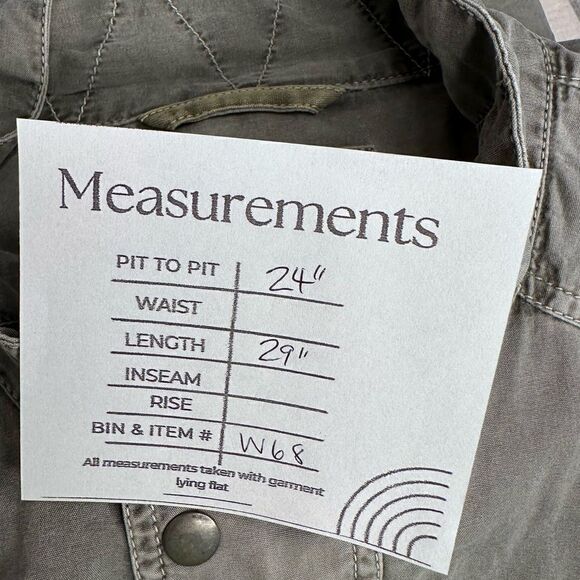 Measurements
PIT TO PIT 24"
WAIST
LENGTH 29"
INSEAM
RISE
BIN & ITEM # W68
All measurements taken with garment
lying flat